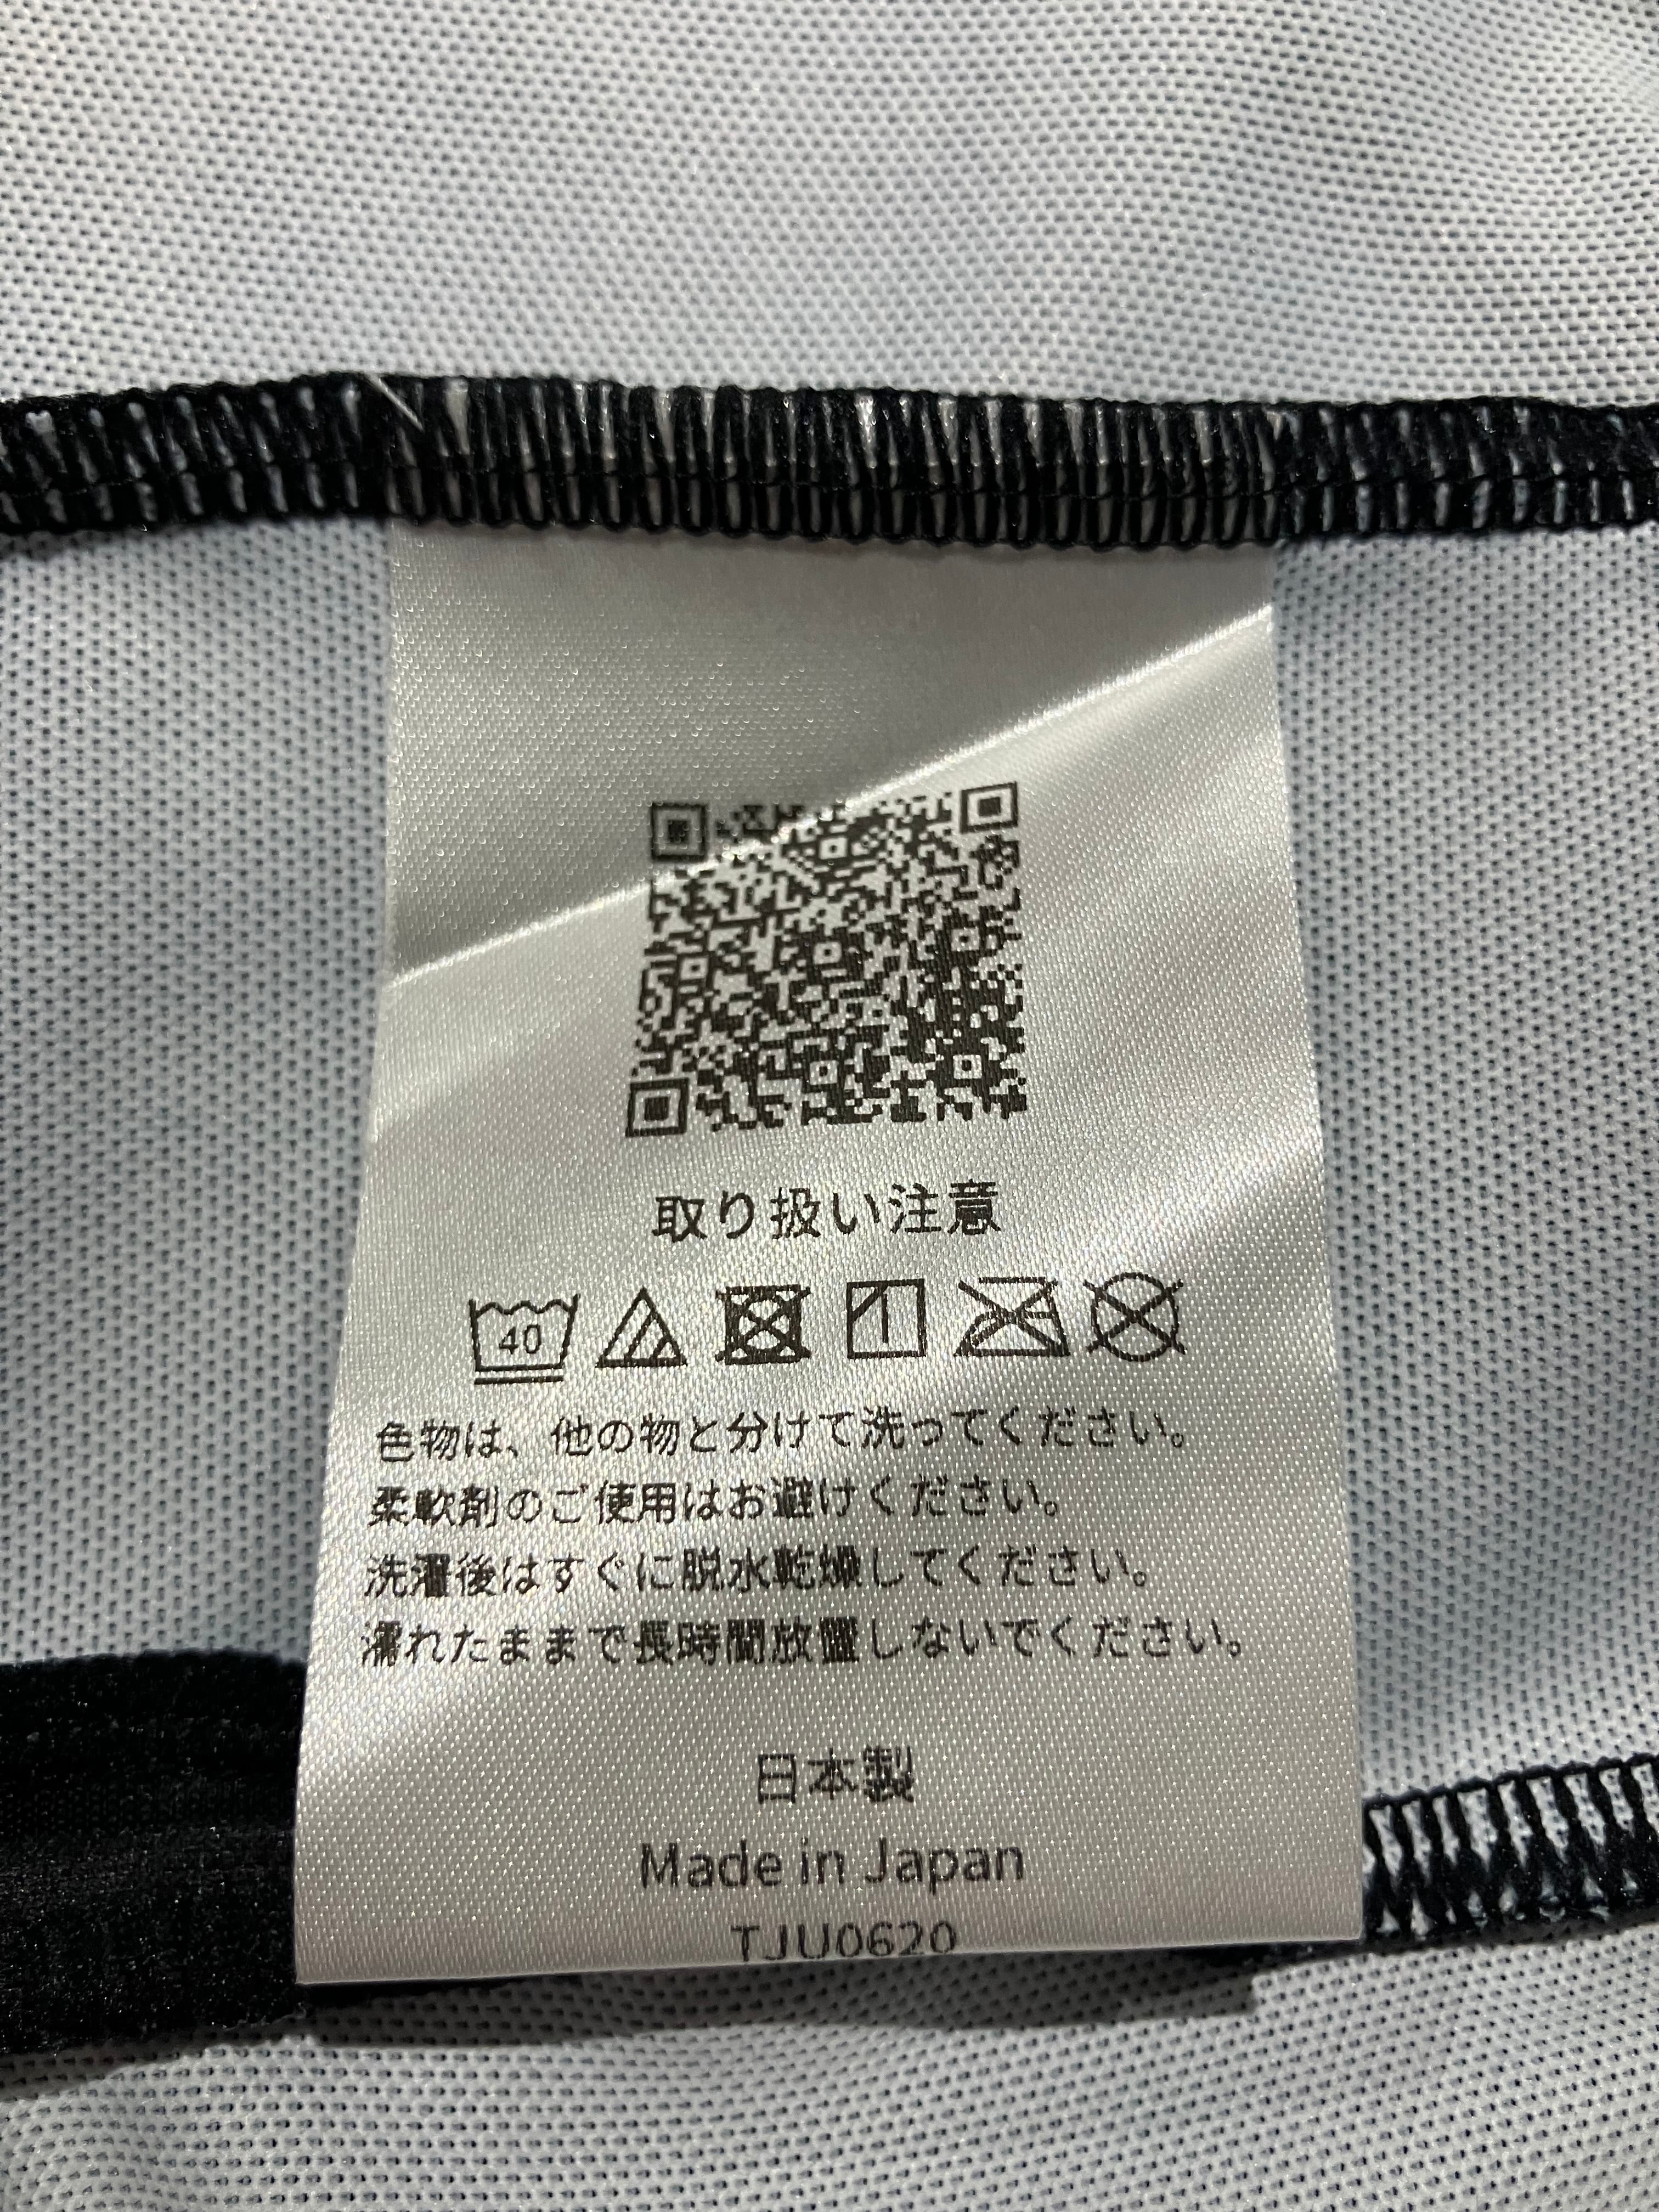 取り扱い注意
40
色物は、他の物と分けて洗ってください。
柔軟剤のご使用はお避けください。
洗濯後はすぐに脱水乾燥してください。
濡れたままで長時間放置しないでください。
日本製
Made in Japan
TJU0620